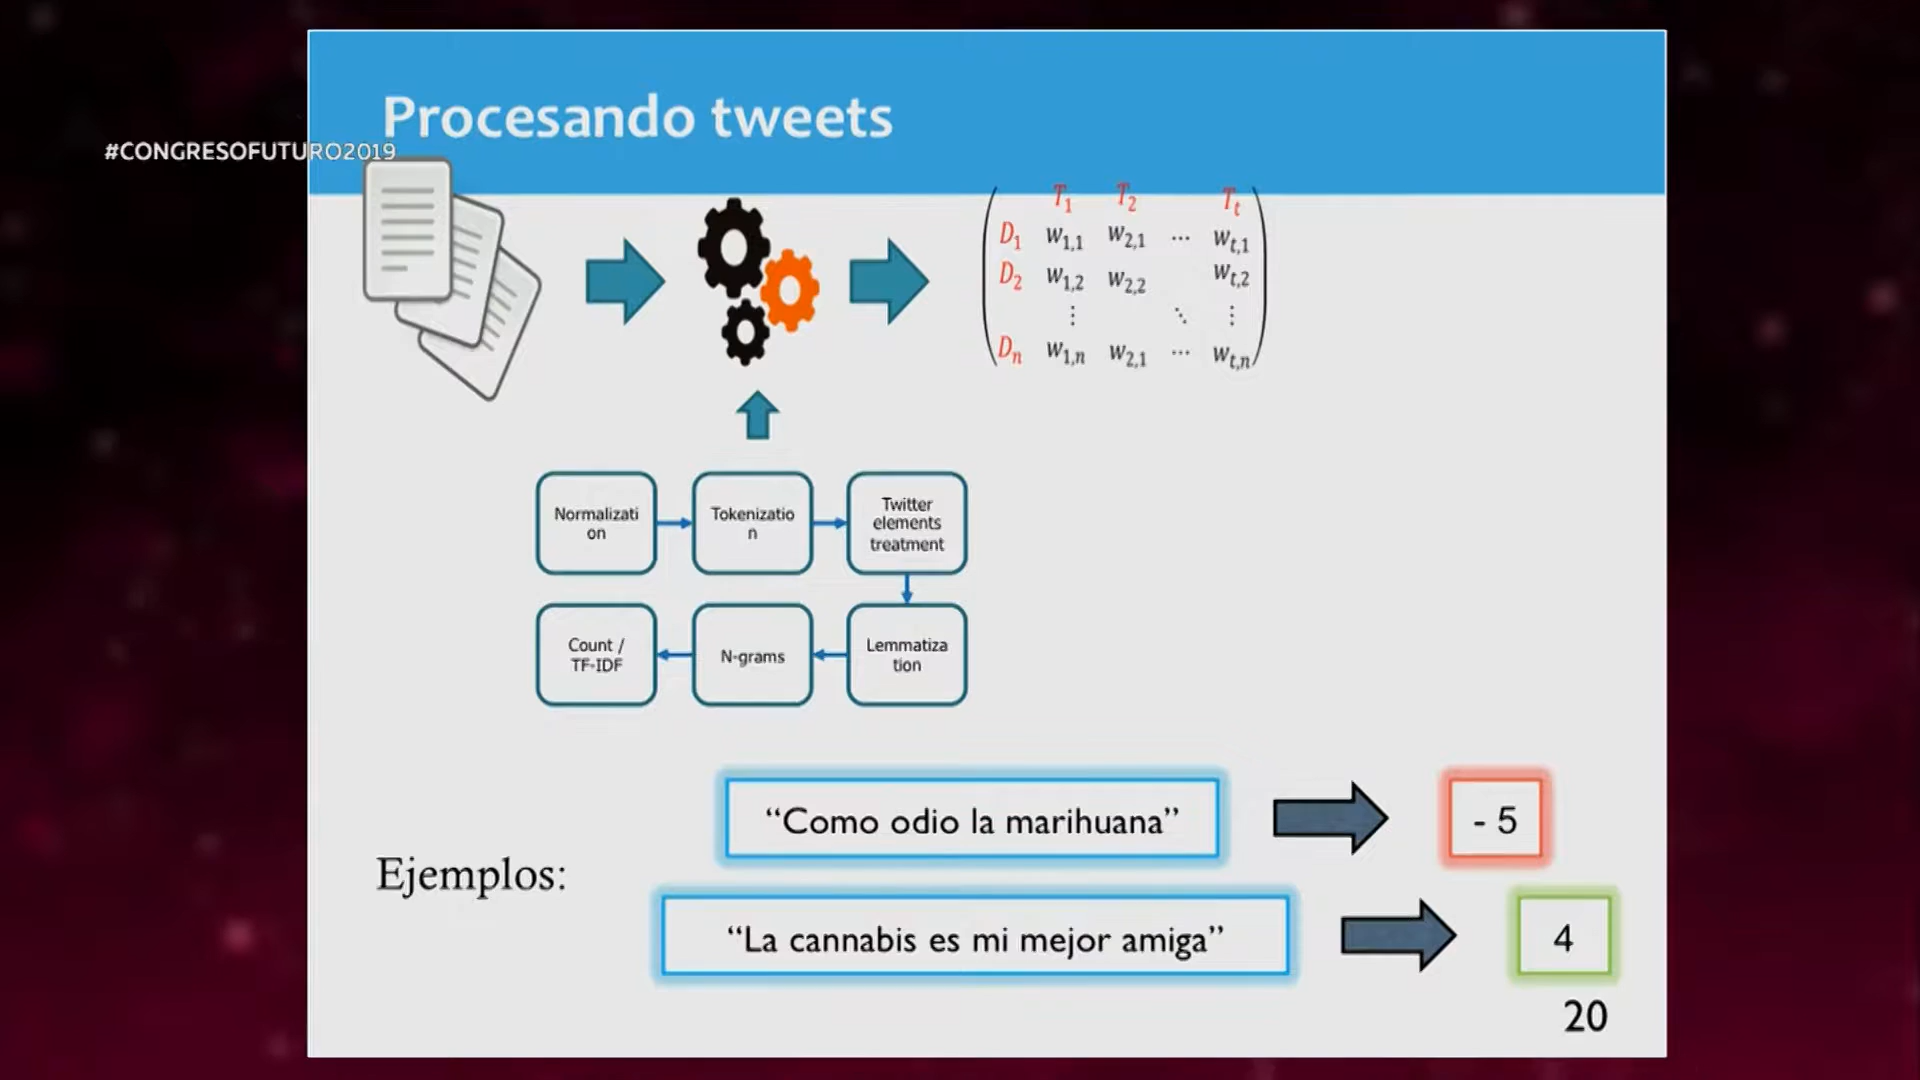 Procesando tweets
#CONGRESOFUTURO2019
T1 T2 Tt
D1 w1,1 w2,1 ... wt,1
D2 w1,2 w2,2 wt,2
⋮ ⋱ ⋮
Dn w1,n w2,1 ... wt,n
Normalizati
on
Tokenizatio
n
Twitter
elements
treatment
Count /
TF-IDF
N-grams
Lemmatiza
tion
Ejemplos:
“Como odio la marihuana”
- 5
“La cannabis es mi mejor amiga”
4
20